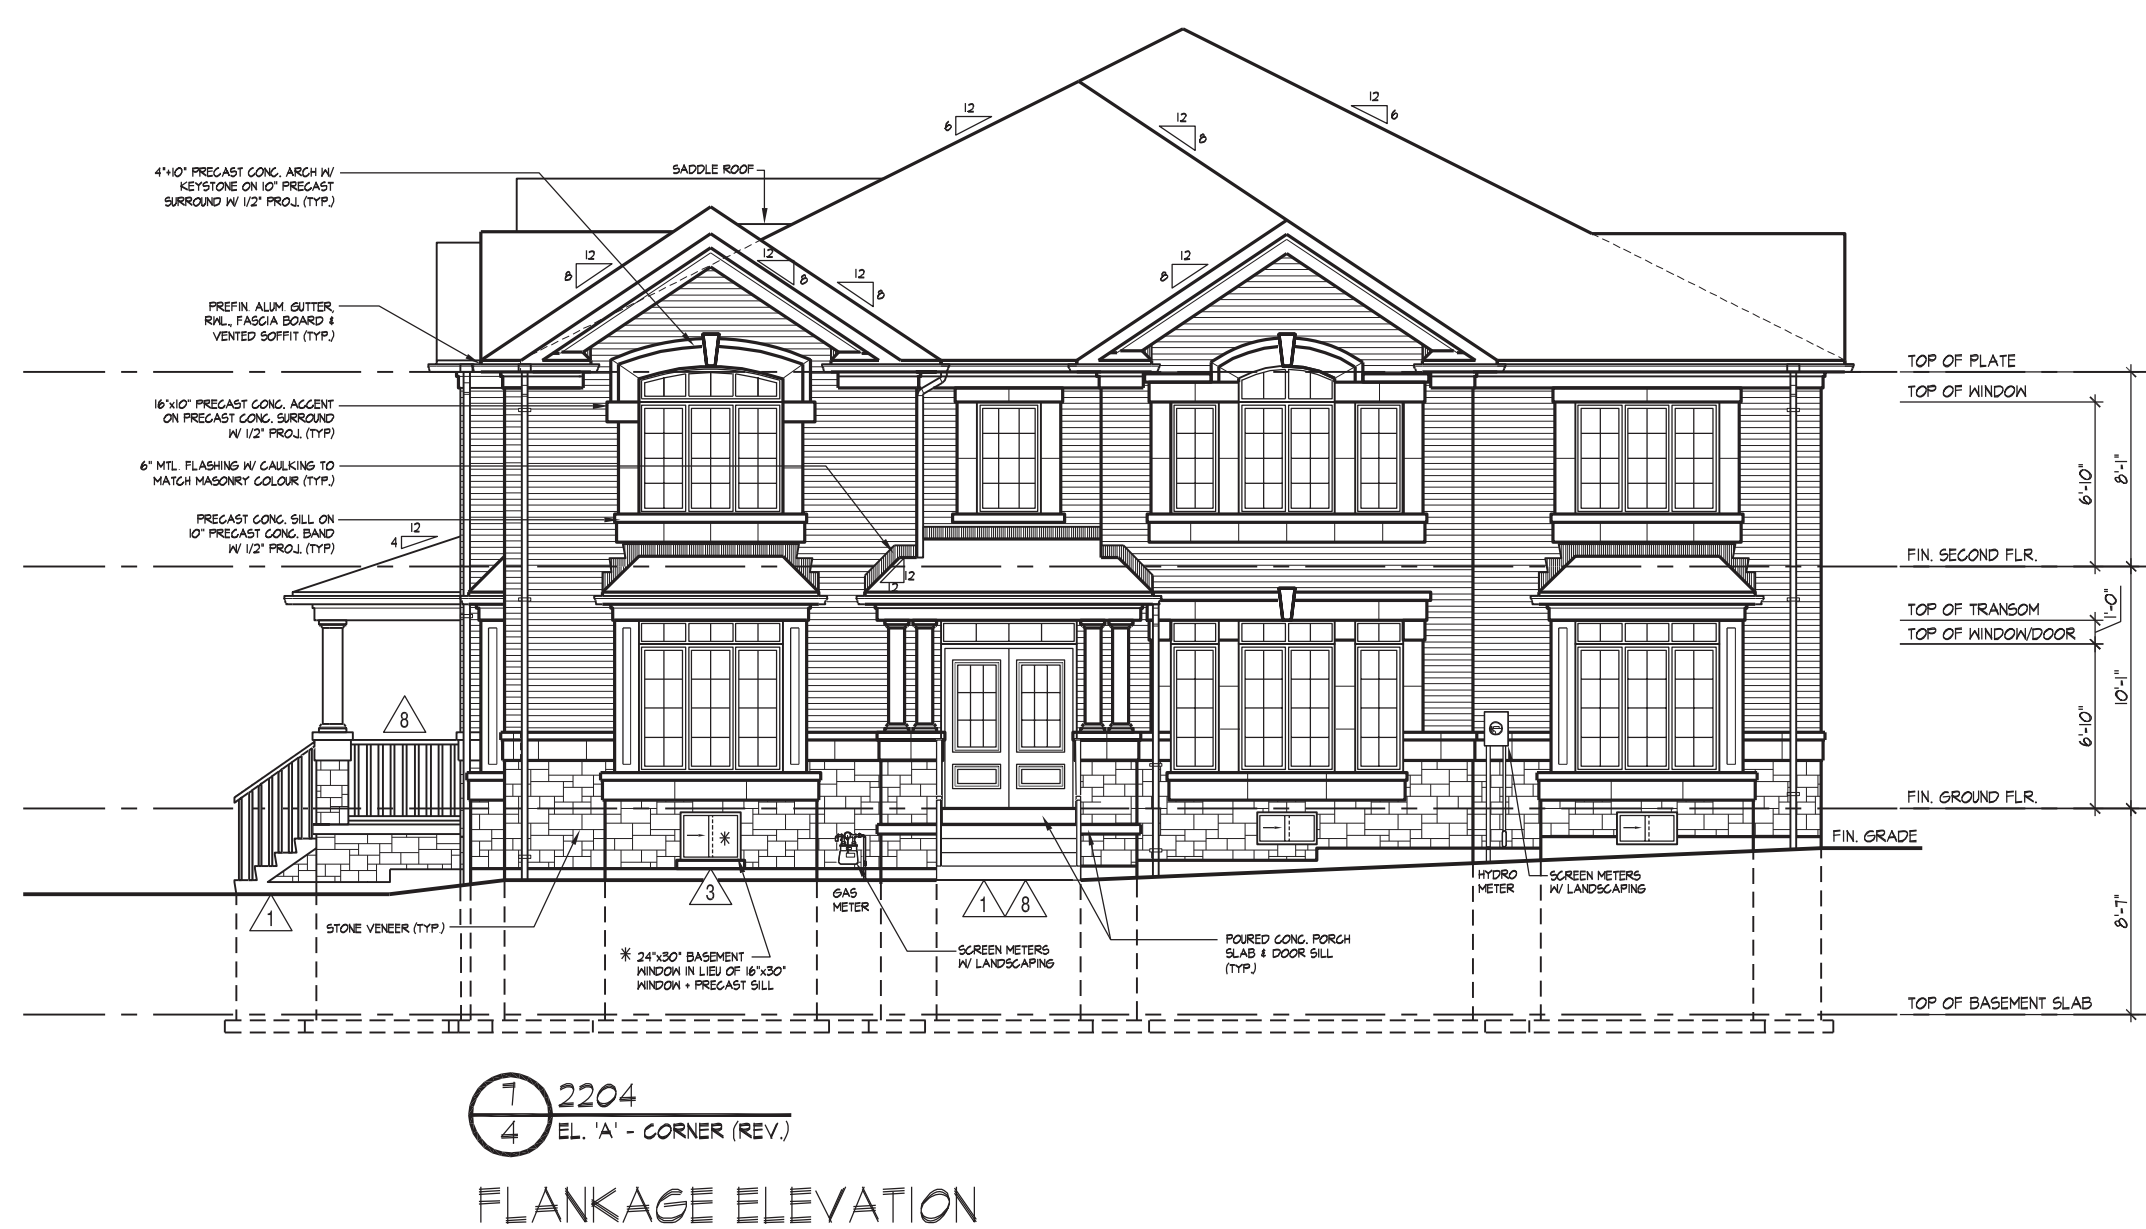 12
6
12
6
12
8
4"+10" PRECAST CONC. ARCH W/
KEYSTONE ON 10" PRECAST
SURROUND W/ 1/2" PROJ. (TYP.)
SADDLE ROOF
12
8
12
8
12
8
12
8
PREFIN. ALUM. GUTTER,
RWL., FASCIA BOARD &
VENTED SOFFIT (TYP.)
TOP OF PLATE
TOP OF WINDOW
16"x10" PRECAST CONC. ACCENT
ON PRECAST CONC. SURROUND
W/ 1/2" PROJ. (TYP)
6" MTL. FLASHING W/ CAULKING TO
MATCH MASONRY COLOUR (TYP.)
6'-10"
8'-1"
PRECAST CONC. SILL ON
10" PRECAST CONC. BAND
W/ 1/2" PROJ. (TYP)
12
4
FIN. SECOND FLR.
12
12
TOP OF TRANSOM
1'-0"
TOP OF WINDOW/DOOR
10'-1"
6'-10"
8
FIN. GROUND FLR.
*
FIN. GRADE
3
1
GAS
METER
1
8
HYDRO
METER
SCREEN METERS
W/ LANDSCAPING
STONE VENEER (TYP.)
* 24"x30" BASEMENT
WINDOW IN LIEU OF 16"x30"
WINDOW + PRECAST SILL
SCREEN METERS
W/ LANDSCAPING
POURED CONC. PORCH
SLAB & DOOR SILL
(TYP.)
8'-7"
TOP OF BASEMENT SLAB
7
4
2204
EL. 'A' - CORNER (REV.)
FLANKAGE ELEVATION